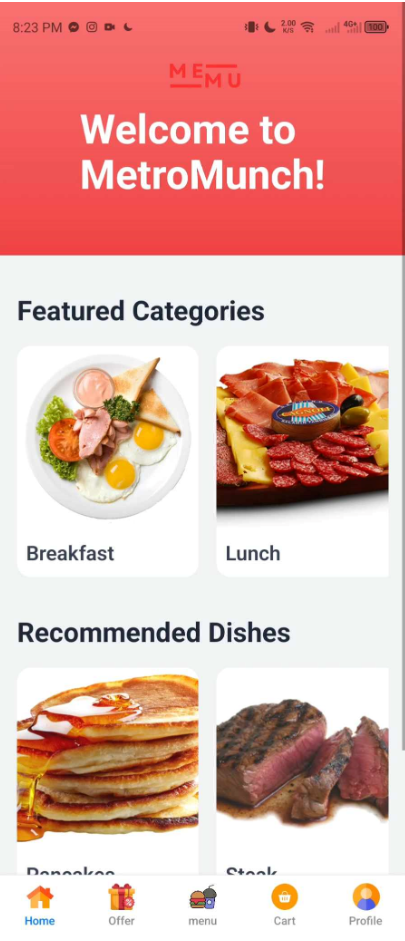 8:23 PM
2.00
K/S
4G+
100
ME
MU
Welcome to
MetroMunch!
Featured Categories
Breakfast
Lunch
Recommended Dishes
Pancakes
Steak
Home
Offer
menu
Cart
Profile